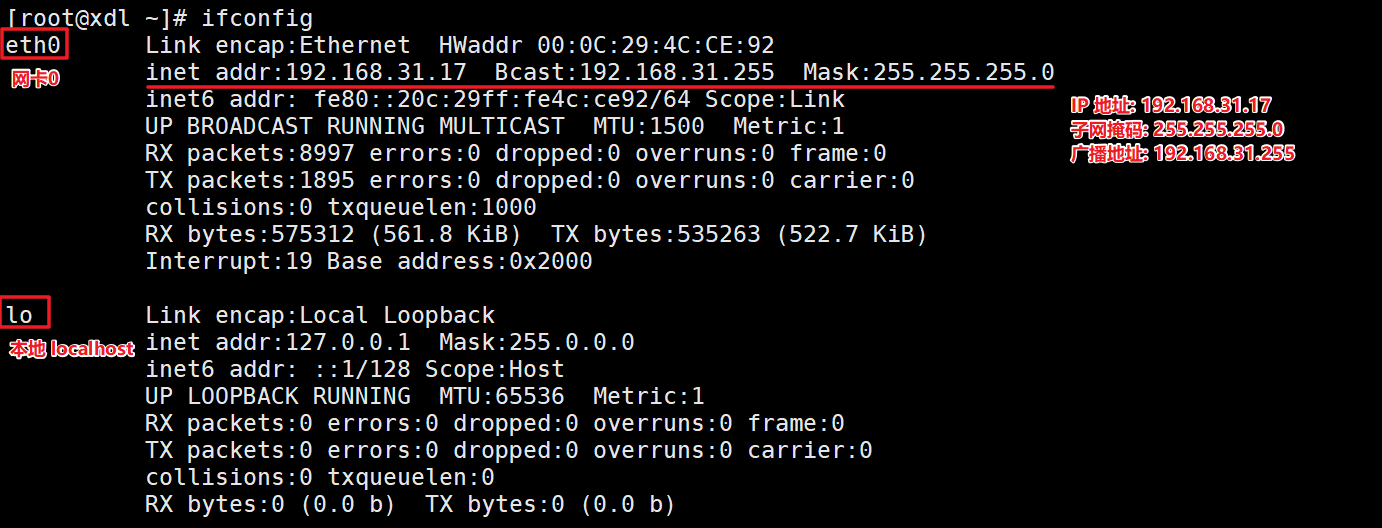 [root@xdl ~]# ifconfig
eth0 Link encap:Ethernet HWaddr 00:0C:29:4C:CE:92
网卡0
inet addr:192.168.31.17 Bcast:192.168.31.255 Mask:255.255.255.0
inet6 addr: fe80::20c:29ff:fe4c:ce92/64 Scope:Link
IP 地址: 192.168.31.17
UP BROADCAST RUNNING MULTICAST MTU:1500 Metric:1
子网掩码: 255.255.255.0
RX packets:8997 errors:0 dropped:0 overruns:0 frame:0
广播地址: 192.168.31.255
TX packets:1895 errors:0 dropped:0 overruns:0 carrier:0
collisions:0 txqueuelen:1000
RX bytes:575312 (561.8 KiB) TX bytes:535263 (522.7 KiB)
Interrupt:19 Base address:0x2000
lo Link encap:Local Loopback
inet addr:127.0.0.1 Mask:255.0.0.0
本地 localhost
inet6 addr: ::1/128 Scope:Host
UP LOOPBACK RUNNING MTU:65536 Metric:1
RX packets:0 errors:0 dropped:0 overruns:0 frame:0
TX packets:0 errors:0 dropped:0 overruns:0 carrier:0
collisions:0 txqueuelen:0
RX bytes:0 (0.0 b) TX bytes:0 (0.0 b)